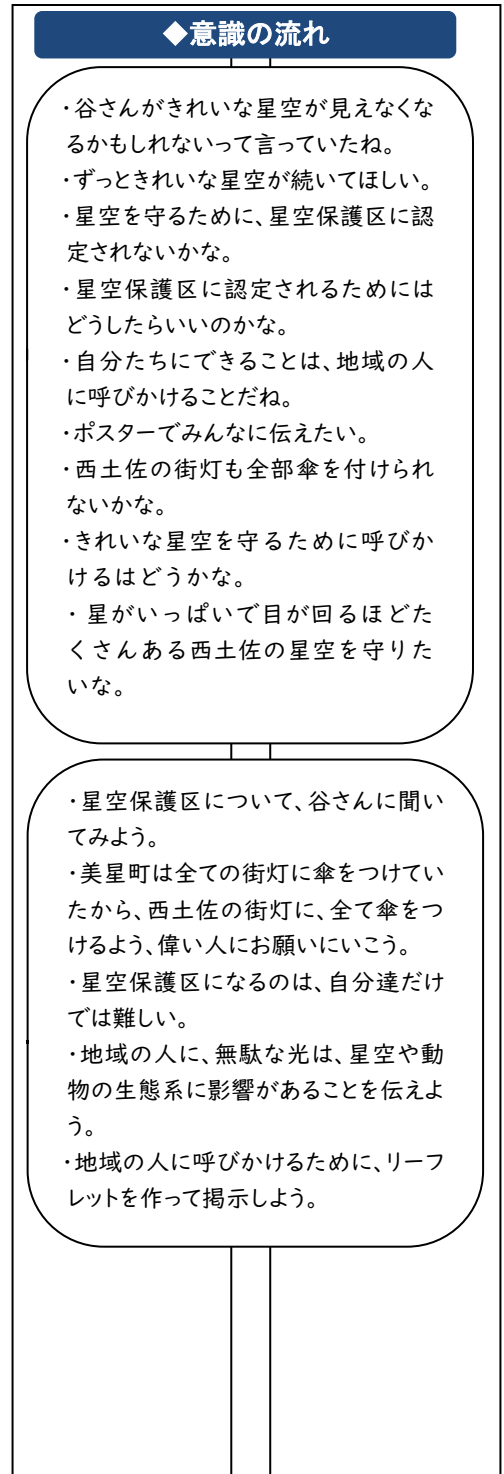 ◆意識の流れ
・谷さんがきれいな星空が見えなくな
るかもしれないって言っていたね。
・ずっときれいな星空が続いてほしい。
・星空を守るために、星空保護区に認
定されないかな。
・星空保護区に認定されるためには
どうしたらいいのかな。
・自分たちにできることは、地域の人
に呼びかけることだね。
・ポスターでみんなに伝えたい。
・西土佐の街灯も全部傘を付けられ
ないかな。
・きれいな星空を守るために呼びか
けるはどうかな。
・星がいっぱいで目が回るほどた
くさんある西土佐の星空を守りた
いな。
・星空保護区について、谷さんに聞い
てみよう。
・美星町は全ての街灯に傘をつけてい
たから、西土佐の街灯に、全て傘をつ
けるよう、偉い人にお願いにいこう。
・星空保護区になるのは、自分達だけ
では難しい。
・地域の人に、無駄な光は、星空や動
物の生態系に影響があることを伝えよ
う。
・地域の人に呼びかけるために、リーフ
レットを作って掲示しよう。